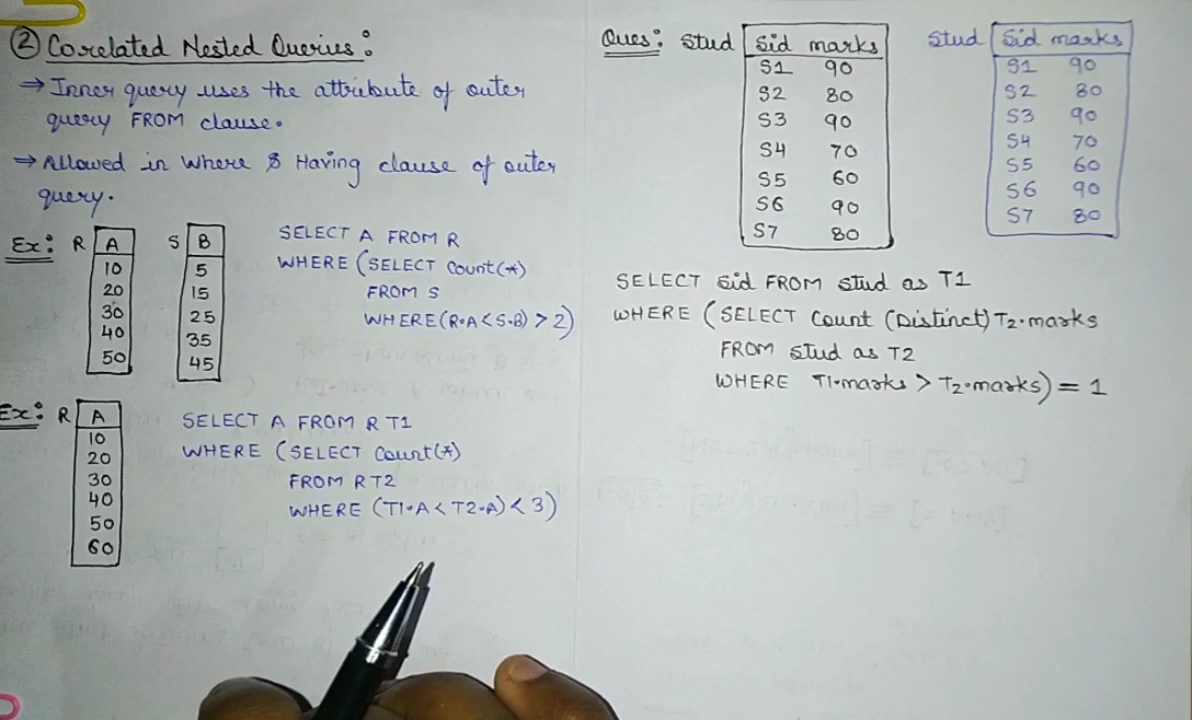 ② Corelated Nested Queries :
⇒ Inner query uses the attribute of outer
query FROM clause.
⇒ Allowed in Where & Having clause of outer
query.
Ex: R
A
10
20
30
40
50
S
B
5
15
25
35
45
SELECT A FROM R
WHERE (SELECT Count(*)
FROM S
WHERE(R.A < S.B) > 2)
Ex: R
A
10
20
30
40
50
60
SELECT A FROM R T1
WHERE (SELECT Count(*)
FROM R T2
WHERE (T1.A < T2.A) < 3)
Ques: Stud
Sid marks
S1 90
S2 80
S3 90
S4 70
S5 60
S6 90
S7 80
Stud
Sid marks
S1 90
S2 80
S3 90
S4 70
S5 60
S6 90
S7 80
SELECT Sid FROM Stud as T1
WHERE (SELECT Count (Distinct) T2.marks
FROM Stud as T2
WHERE T1.marks > T2.marks) = 1